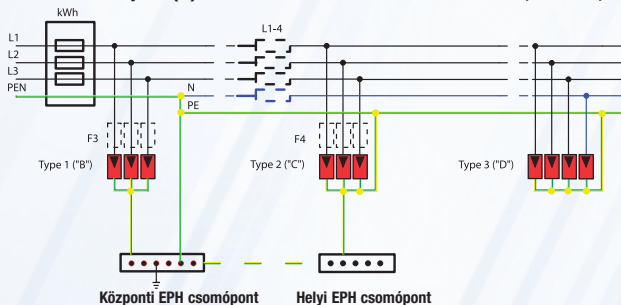 kWh
L1-4
L1
L2
L3
PEN
N
PE
F3
F4
Type 1 ("B")
Type 2 ("C")
Type 3 ("D")
Központi EPH csomópont
Helyi EPH csomópont